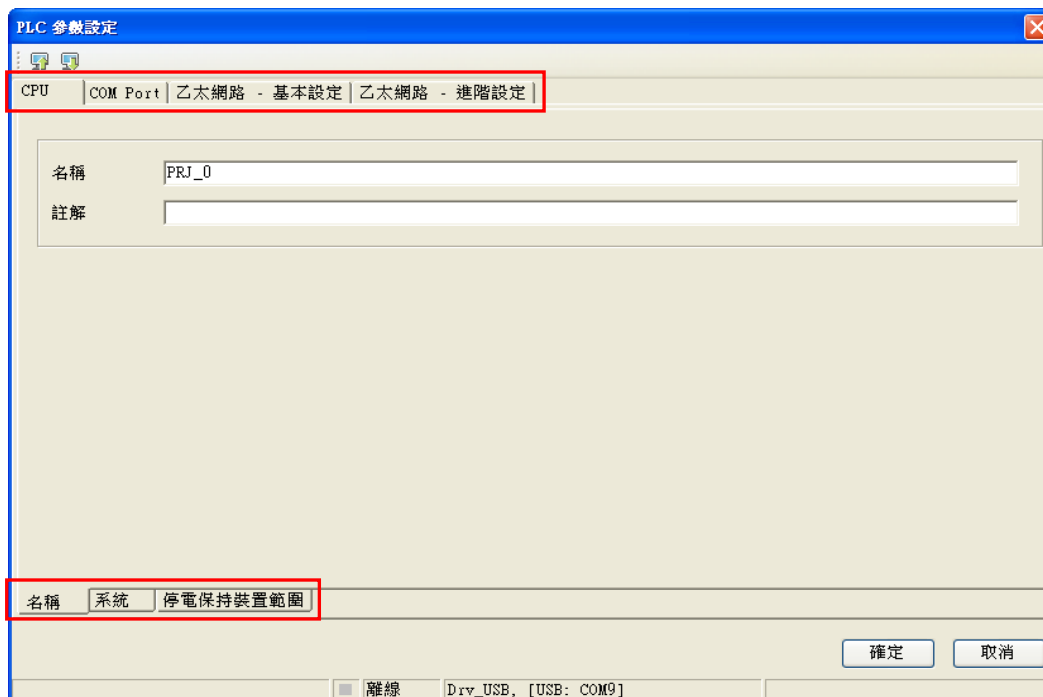 PLC 參數設定
CPU COM Port 乙太網路 - 基本設定 乙太網路 - 進階設定
名稱 PRJ_0
註解
名稱 系統 停電保持裝置範圍
確定 取消
離線 Drv_USB, [USB: COM9]